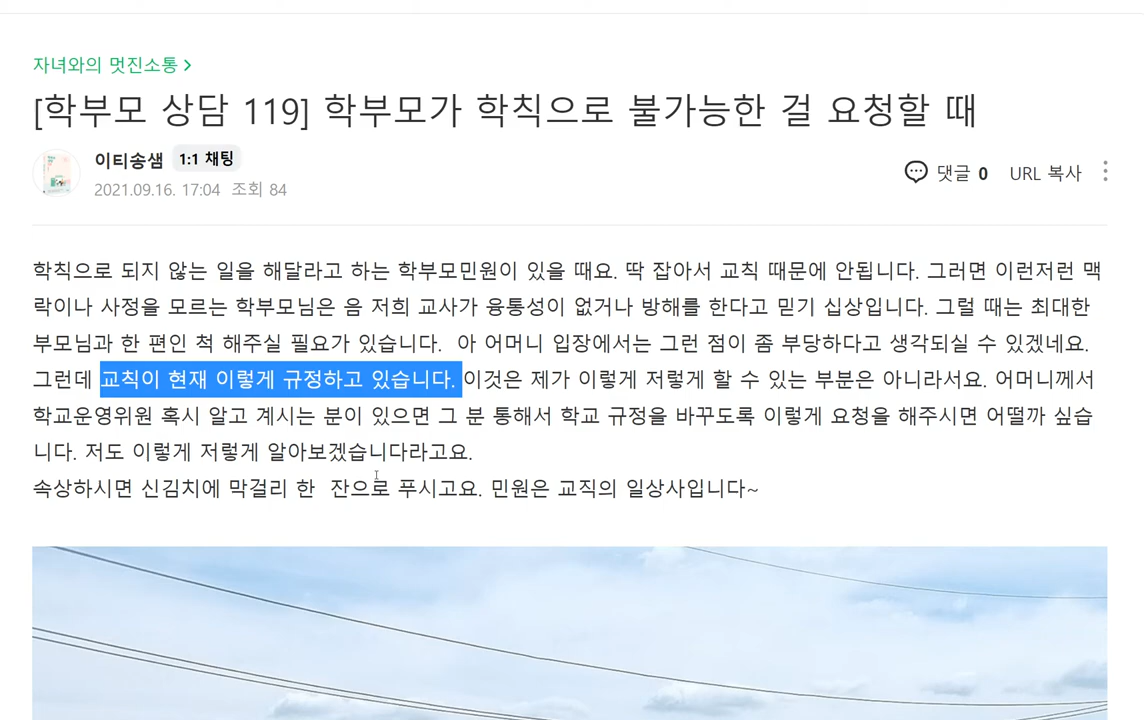 자녀와의 멋진소통 >
[학부모 상담 119] 학부모가 학칙으로 불가능한 걸 요청할 때
이티송샘 1:1 채팅
2021.09.16. 17:04 조회 84
댓글 0 URL 복사
학칙으로 되지 않는 일을 해달라고 하는 학부모민원이 있을 때요. 딱 잡아서 교칙 때문에 안됩니다. 그러면 이런저런 맥
락이나 사정을 모르는 학부모님은 음 저희 교사가 융통성이 없거나 방해를 한다고 믿기 십상입니다. 그럴 때는 최대한
부모님과 한 편인 척 해주실 필요가 있습니다. 아 어머니 입장에서는 그런 점이 좀 부당하다고 생각되실 수 있겠네요.
그런데 교칙이 현재 이렇게 규정하고 있습니다. 이것은 제가 이렇게 저렇게 할 수 있는 부분은 아니라서요. 어머니께서
학교운영위원 혹시 알고 계시는 분이 있으면 그 분 통해서 학교 규정을 바꾸도록 이렇게 요청을 해주시면 어떨까 싶습
니다. 저도 이렇게 저렇게 알아보겠습니다라고요.
속상하시면 신김치에 막걸리 한 잔으로 푸시고요. 민원은 교직의 일상사입니다~